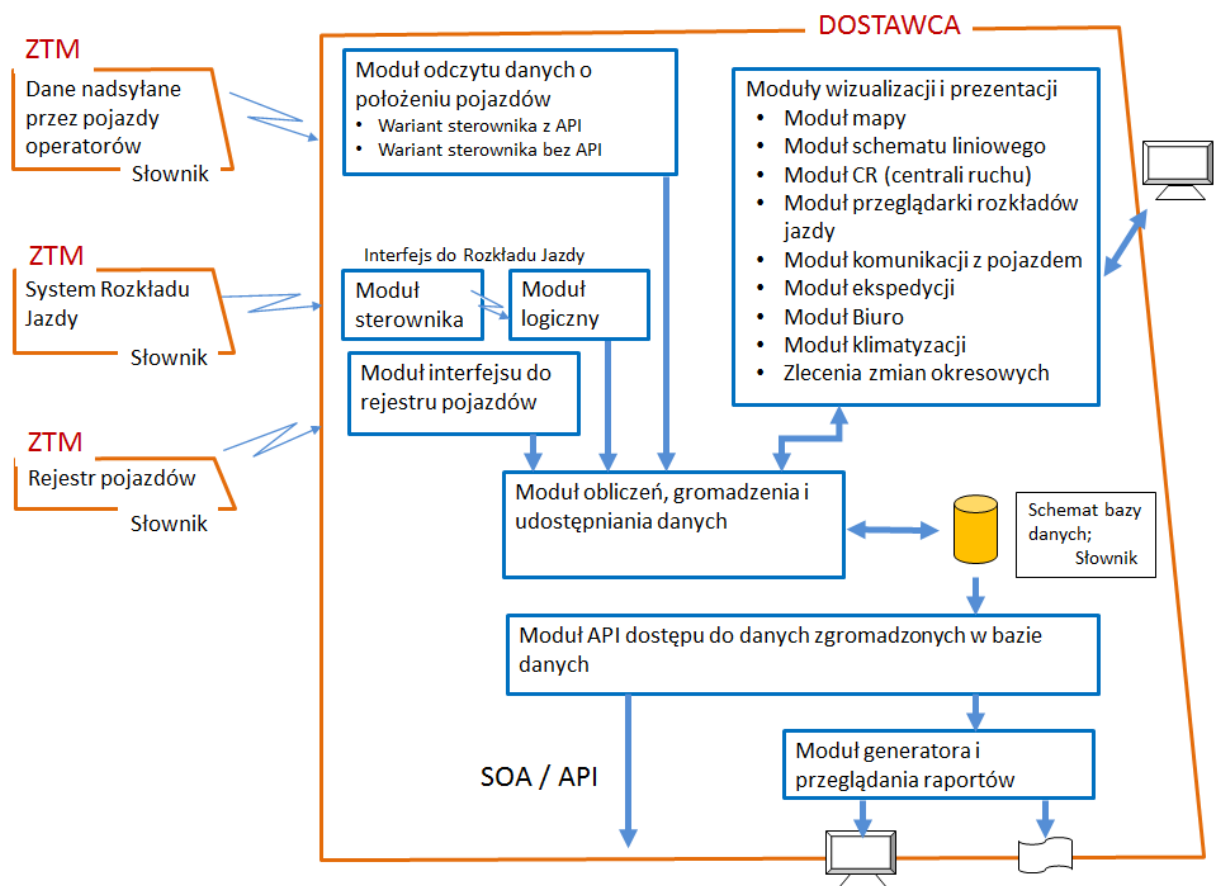 DOSTAWCA
ZTM
Dane nadsyłane
przez pojazdy
operatorów
Słownik
ZTM
System Rozkładu
Jazdy
Słownik
ZTM
Rejestr pojazdów
Słownik
Moduł odczytu danych o
położeniu pojazdów
• Wariant sterownika z API
• Wariant sterownika bez API
Interfejs do Rozkładu Jazdy
Moduł
sterownika
Moduł
logiczny
Moduł interfejsu do
rejestru pojazdów
Moduły wizualizacji i prezentacji
• Moduł mapy
• Moduł schematu liniowego
• Moduł CR (centrali ruchu)
• Moduł przeglądarki rozkładów
jazdy
• Moduł komunikacji z pojazdem
• Moduł ekspedycji
• Moduł Biuro
• Moduł klimatyzacji
• Zlecenia zmian okresowych
Moduł obliczeń, gromadzenia i
udostępniania danych
Schemat bazy
danych;
Słownik
Moduł API dostępu do danych zgromadzonych w bazie
danych
SOA / API
Moduł generatora i
przeglądania raportów